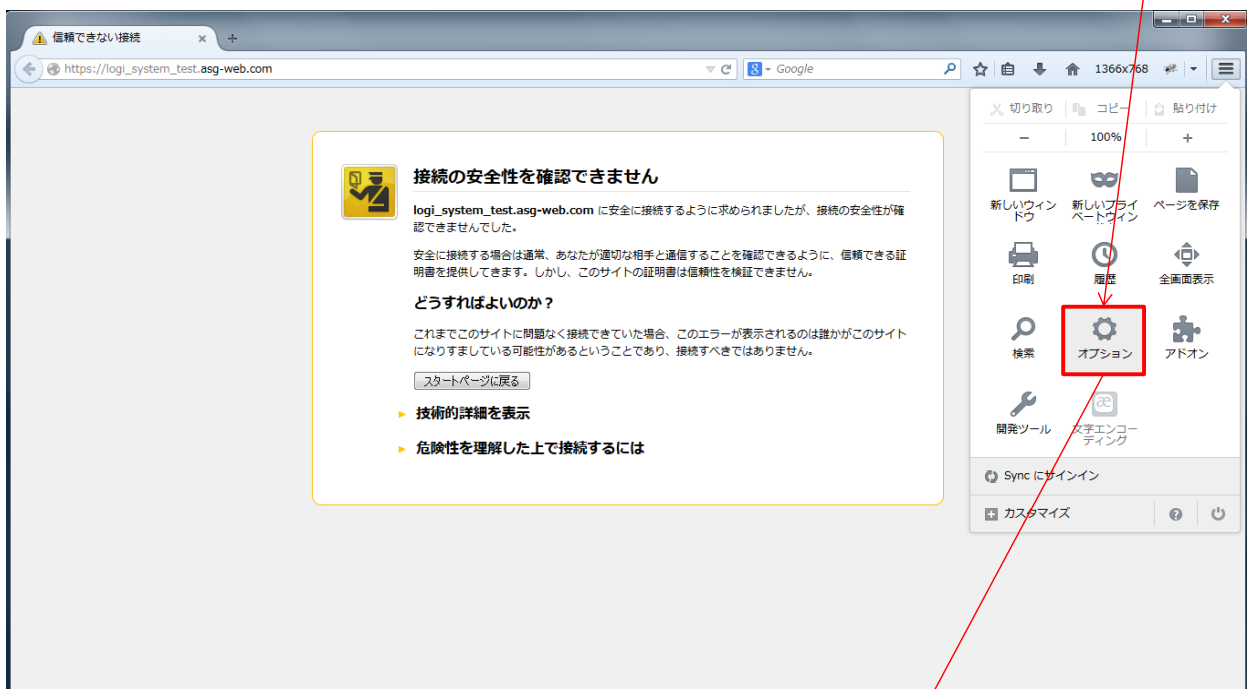 信頼できない接続
https://logi_system_test.asg-web.com
Google
1366x768
切り取り
コピー
貼り付け
100%
接続の安全性を確認できません
logi_system_test.asg-web.com に安全に接続するように求められましたが、接続の安全性が確
認できませんでした。
安全に接続する場合は通常、あなたが適切な相手と通信することを確認できるように、信頼できる証
明書を提供してきます。しかし、このサイトの証明書は信頼性を検証できません。
どうすればよいのか？
これまでこのサイトに問題なく接続できていた場合、このエラーが表示されるのは誰かがこのサイト
になりすましている可能性があるということであり、接続すべきではありません。
スタートページに戻る
技術的詳細を表示
危険性を理解した上で接続するには
新しいウィン
ドウ
新しいプライ
ベートウィン
ページを保存
印刷
履歴
全画面表示
検索
オプション
アドオン
開発ツール
文字エンコー
ディング
Sync にサインイン
カスタマイズ